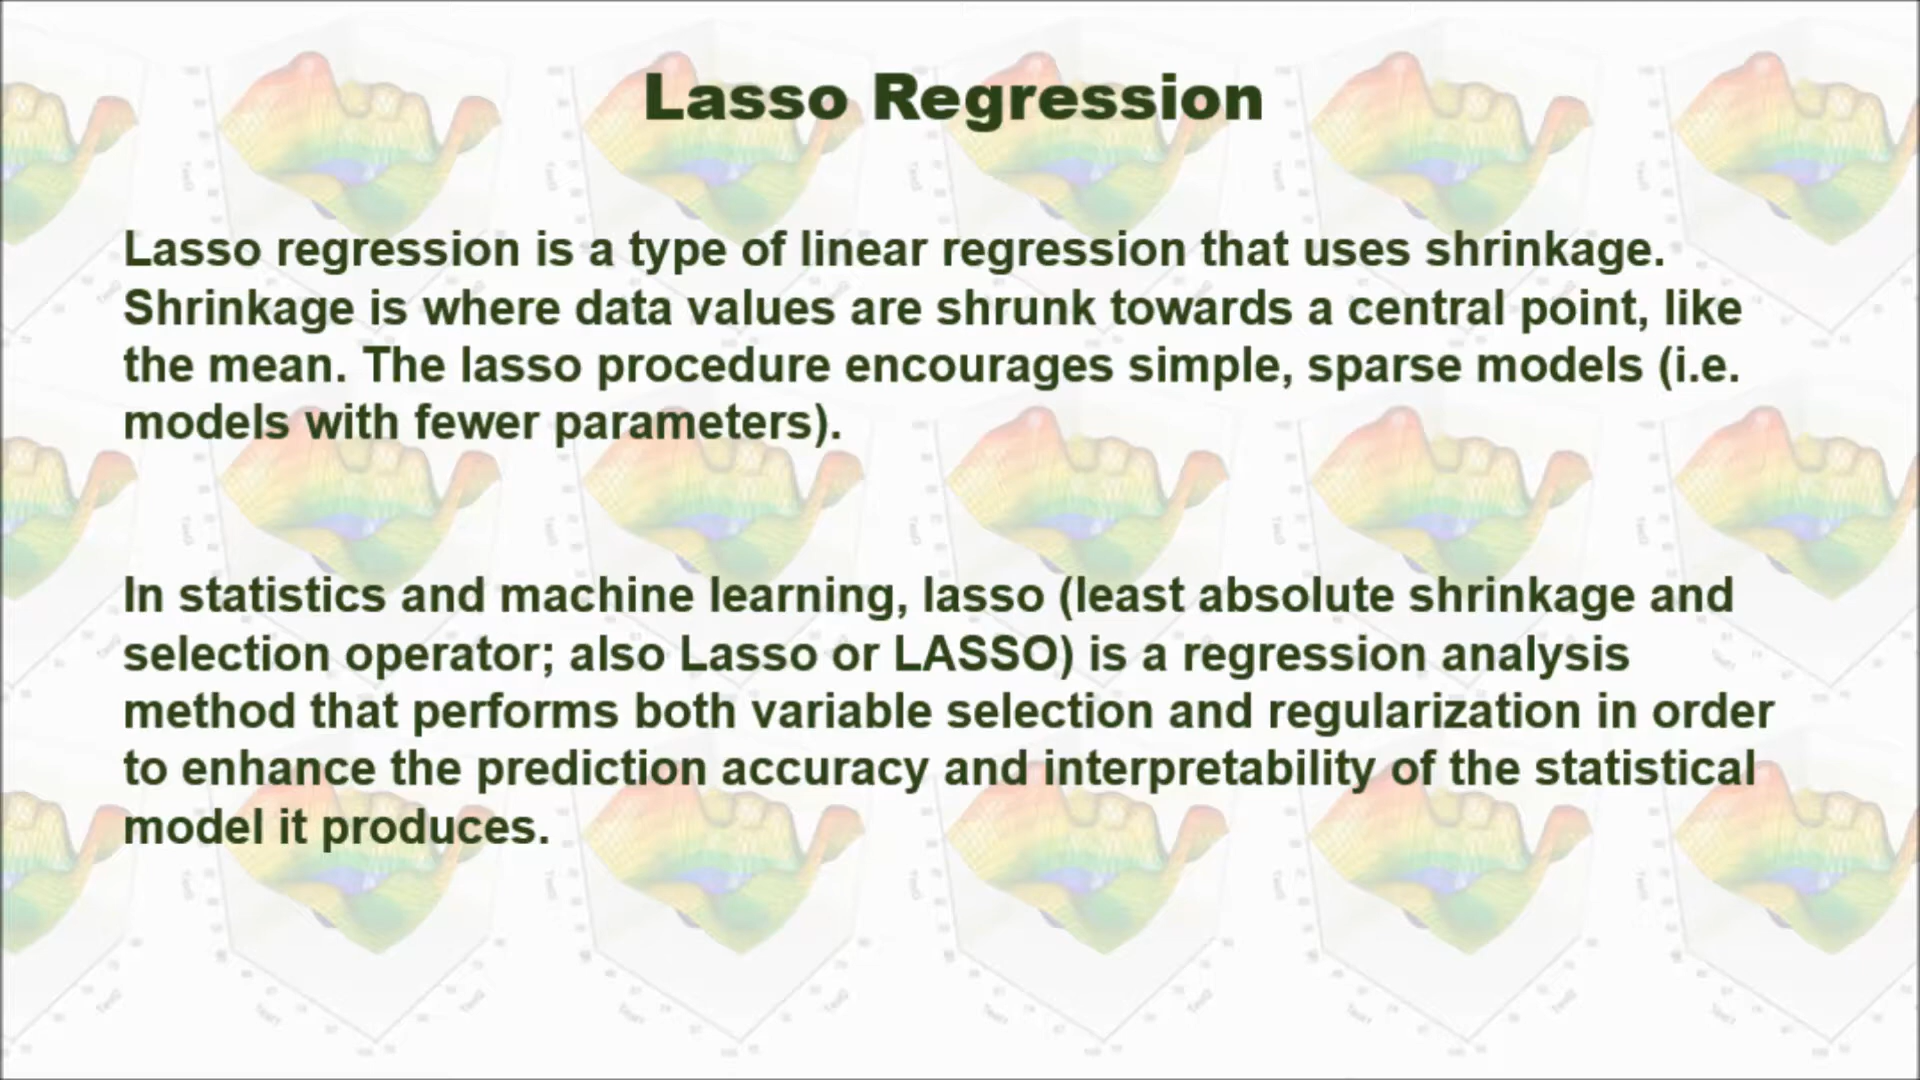 Lasso Regression
Lasso regression is a type of linear regression that uses shrinkage.
Shrinkage is where data values are shrunk towards a central point, like
the mean. The lasso procedure encourages simple, sparse models (i.e.
models with fewer parameters).
In statistics and machine learning, lasso (least absolute shrinkage and
selection operator; also Lasso or LASSO) is a regression analysis
method that performs both variable selection and regularization in order
to enhance the prediction accuracy and interpretability of the statistical
model it produces.